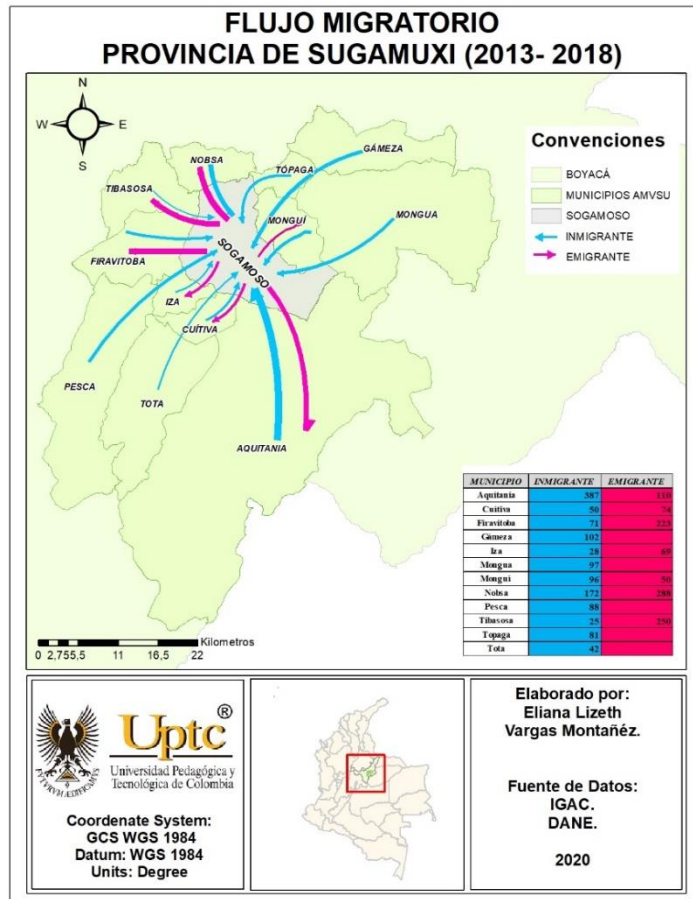 FLUJO MIGRATORIO
PROVINCIA DE SUGAMUXI (2013- 2018)
N
W E
S
Convenciones
BOYACÁ
MUNICIPIOS AMVSU
SOGAMOSO
INMIGRANTE
EMIGRANTE
NOBSA
TÓPAGA
GÁMEZA
TIBASOSA
MONGUÍ
MONGUA
FIRAVITOBA
SOGAMOSO
IZA
CUÍTIVA
PESCA
TOTA
AQUITANIA
MUNICIPIO INMIGRANTE EMIGRANTE
Aquitania 387 110
Cuitiva 50 74
Firavitoba 71 223
Gámeza 102
Iza 28 69
Mongua 97
Monguí 96 50
Nobsa 172 288
Pesca 88
Tibasosa 25 250
Topaga 81
Tota 42
Kilometros
0 2,755,5 11 16,5 22
Uptc ®
Universidad Pedagógica y
Tecnológica de Colombia
Coordenate System:
GCS WGS 1984
Datum: WGS 1984
Units: Degree
Elaborado por:
Eliana Lizeth
Vargas Montañéz.
Fuente de Datos:
IGAC.
DANE.
2020